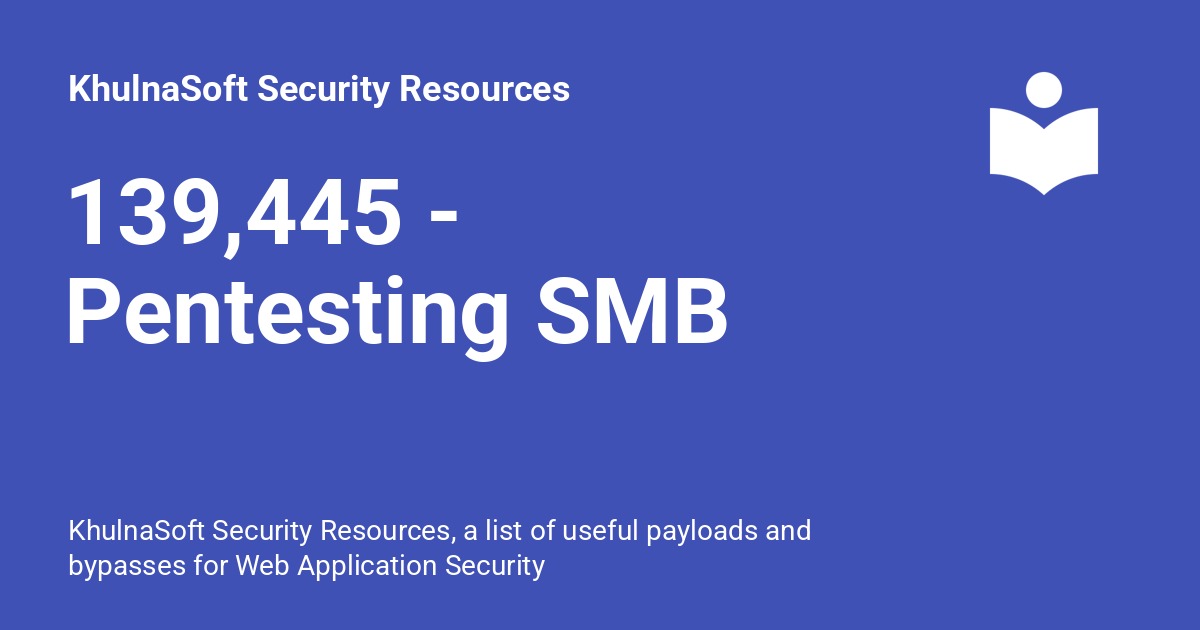 KhulnaSoft Security Resources
139,445 -
Pentesting SMB
KhulnaSoft Security Resources, a list of useful payloads and
bypasses for Web Application Security